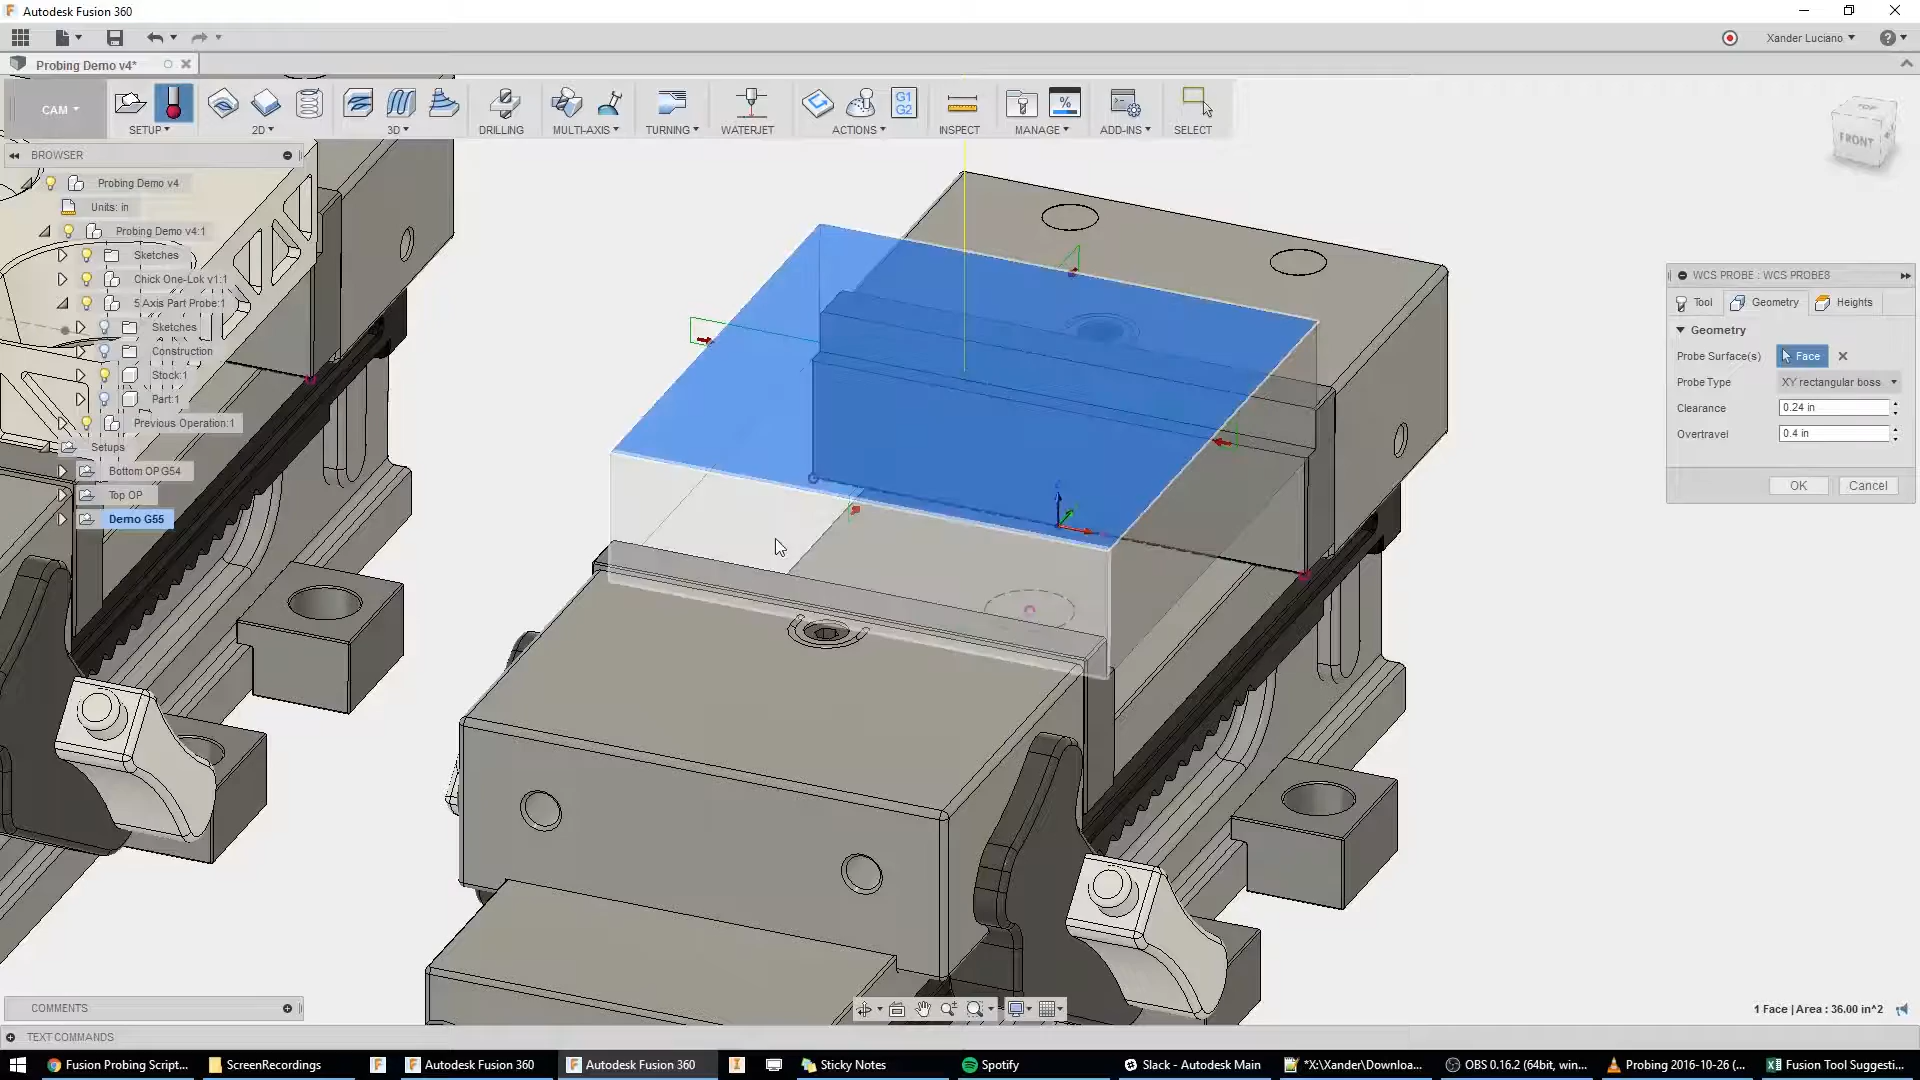 Autodesk Fusion 360
Xander Luciano
Probing Demo v4*
CAM
G1
G2
%
SETUP
2D
3D
DRILLING
MULTI-AXIS
TURNING
WATERJET
ACTIONS
INSPECT
MANAGE
ADD-INS
SELECT
TOP
FRONT
BROWSER
Probing Demo v4
Units: in
Probing Demo v4:1
Sketches
Chick One-Lok v1:1
5 Axis Part Probe:1
Sketches
Construction
Stock:1
Part:1
Previous Operation:1
Setups
Bottom OP G54
Top OP
Demo G55
WCS PROBE : WCS PROBE8
Tool
Geometry
Heights
Geometry
Probe Surface(s)
Face
Probe Type
XY rectangular boss
Clearance
0.24 in
Overtravel
0.4 in
OK
Cancel
COMMENTS
1 Face | Area : 36.00 in^2
TEXT COMMANDS
Fusion Probing Script...
ScreenRecordings
Autodesk Fusion 360
Autodesk Fusion 360
Sticky Notes
Spotify
Slack - Autodesk Main
*X:\Xander\Downloa...
OBS 0.16.2 (64bit, win...
Probing 2016-10-26 (...
Fusion Tool Suggesti...